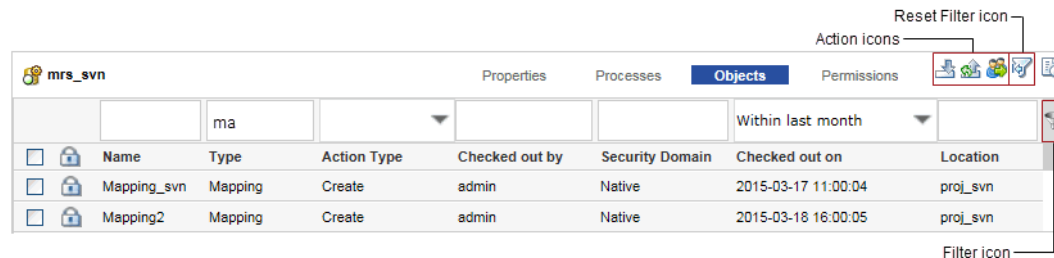 Reset Filter icon
Action icons
mrs_svn Properties Processes Objects Permissions
ma Within last month
Name Type Action Type Checked out by Security Domain Checked out on Location
Mapping_svn Mapping Create admin Native 2015-03-17 11:00:04 proj_svn
Mapping2 Mapping Create admin Native 2015-03-18 16:00:05 proj_svn
Filter icon